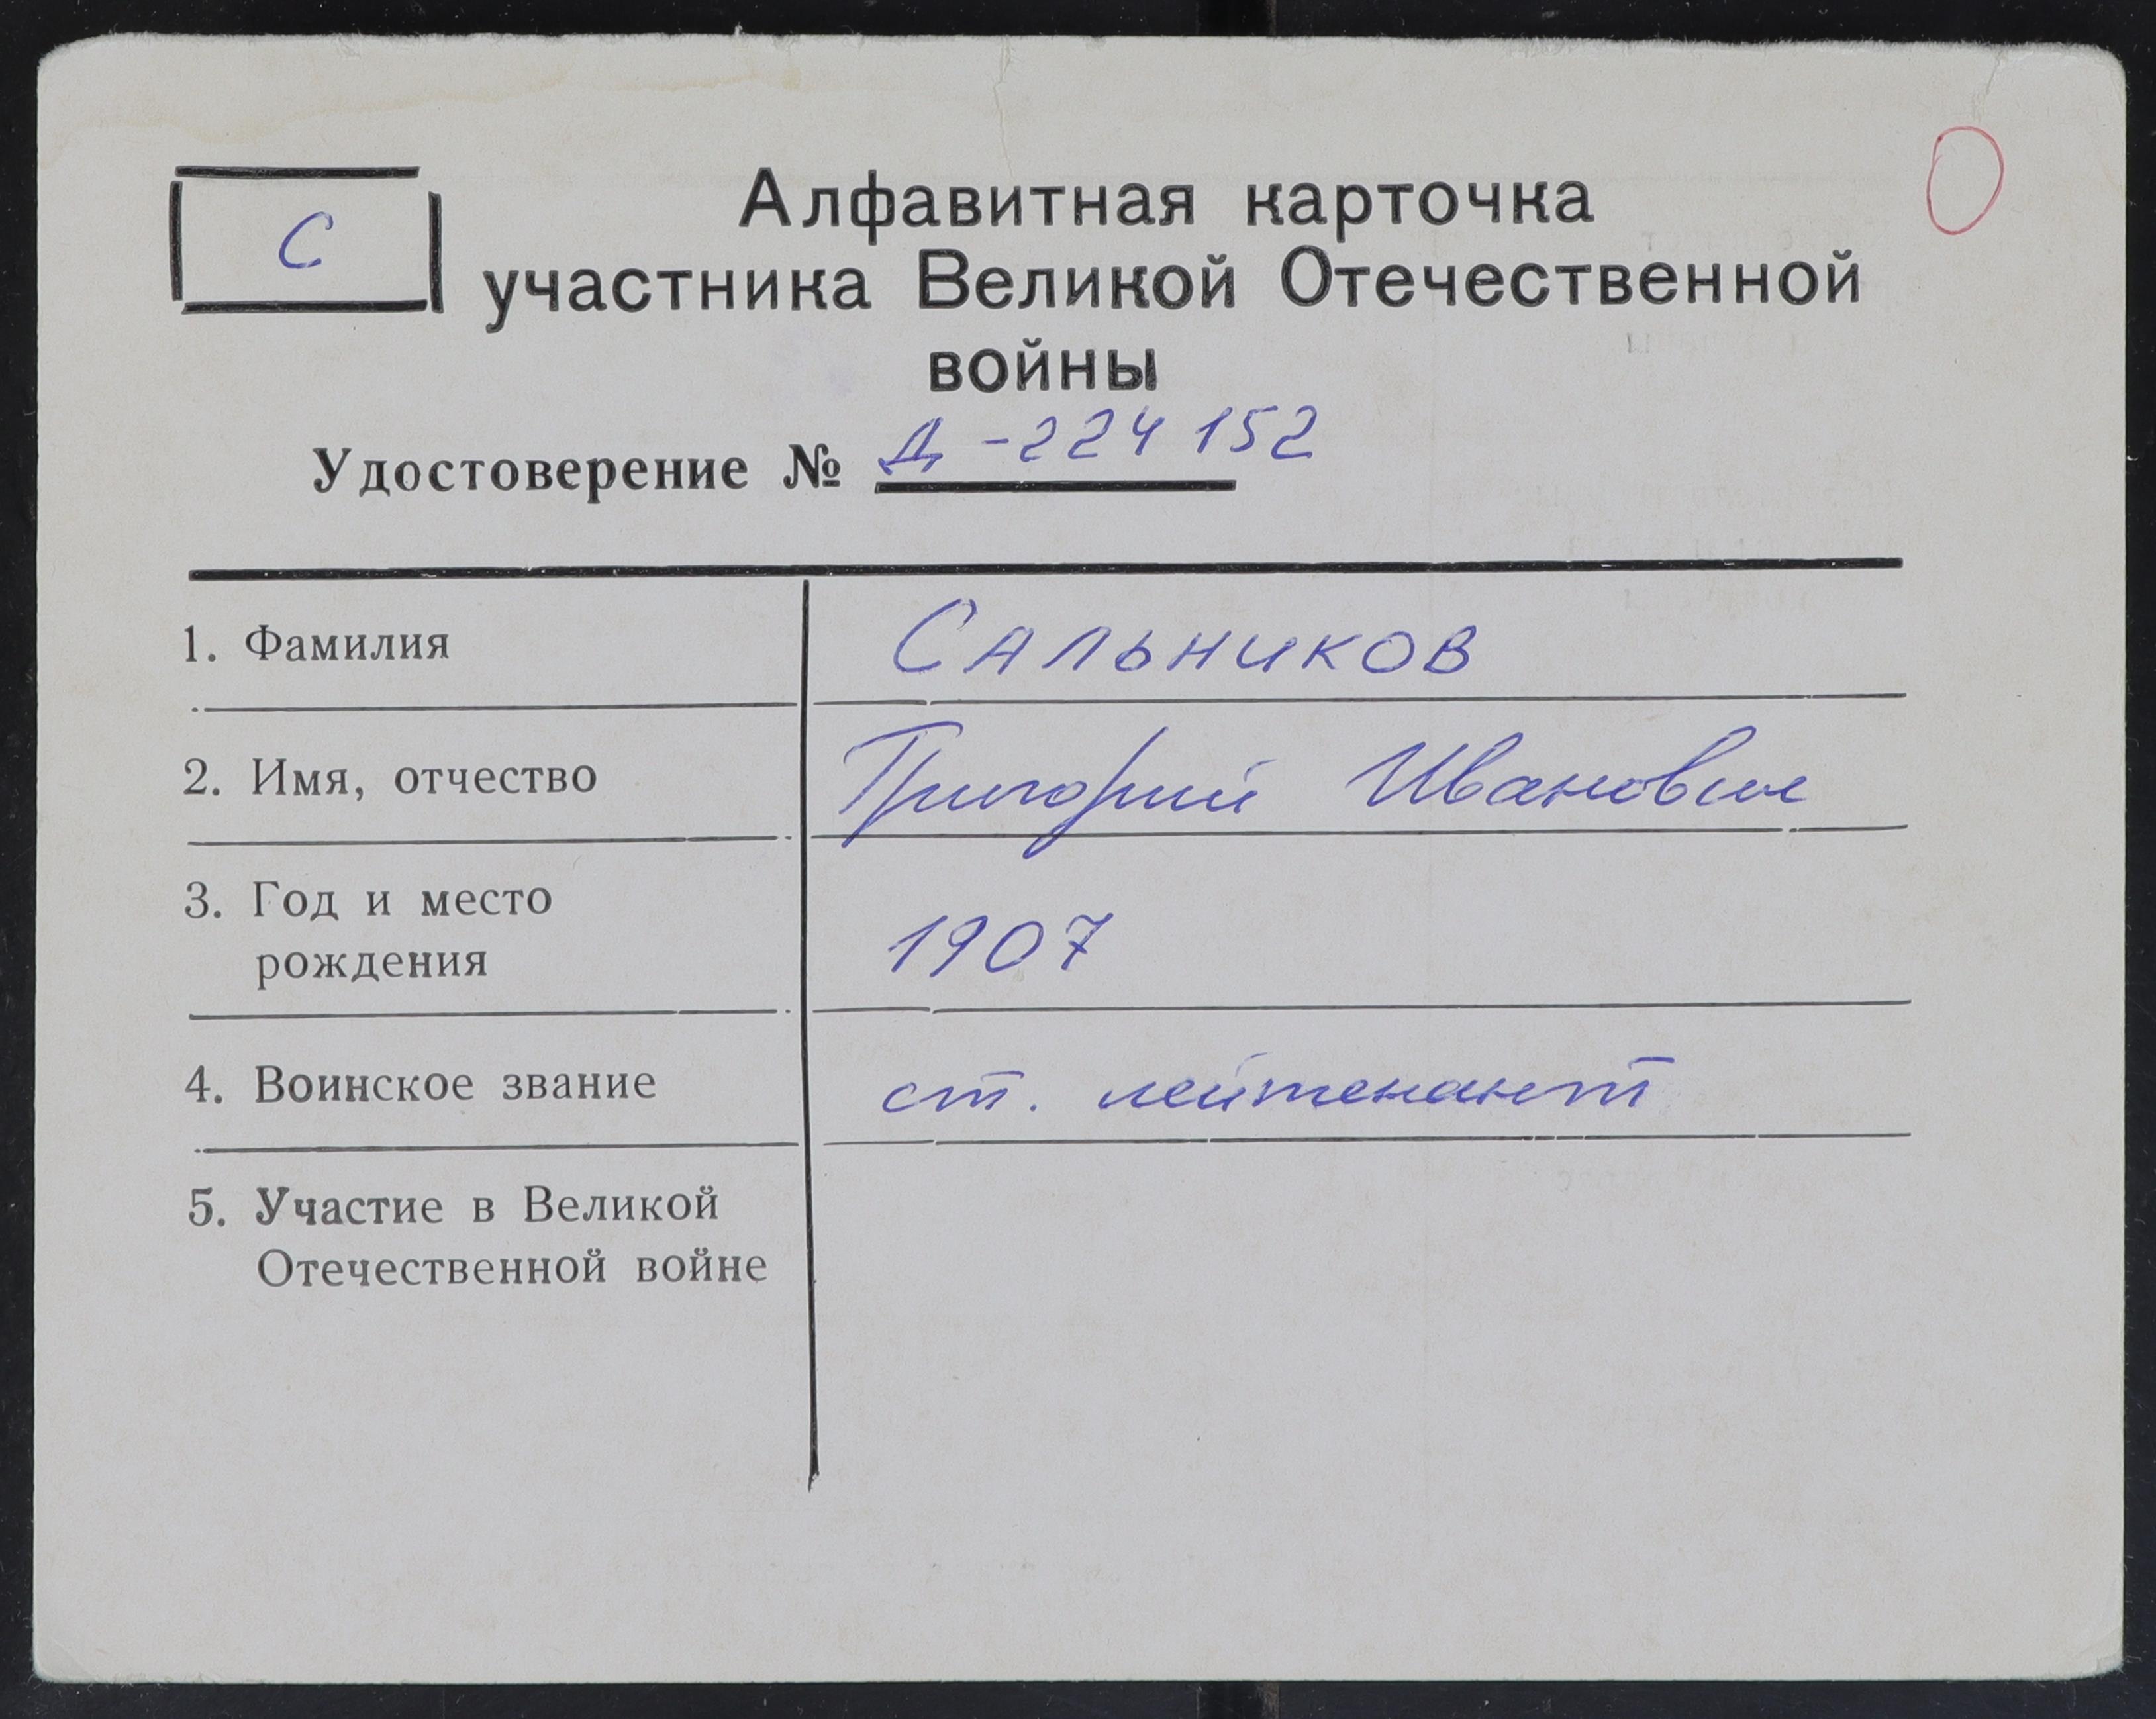 С
Алфавитная карточка
участника Великой Отечественной
войны
Удостоверение № Д-224152
1. Фамилия Сальников
2. Имя, отчество Григорий Иванович
3. Год и место
рождения 1907
4. Воинское звание ст. лейтенант
5. Участие в Великой
Отечественной войне